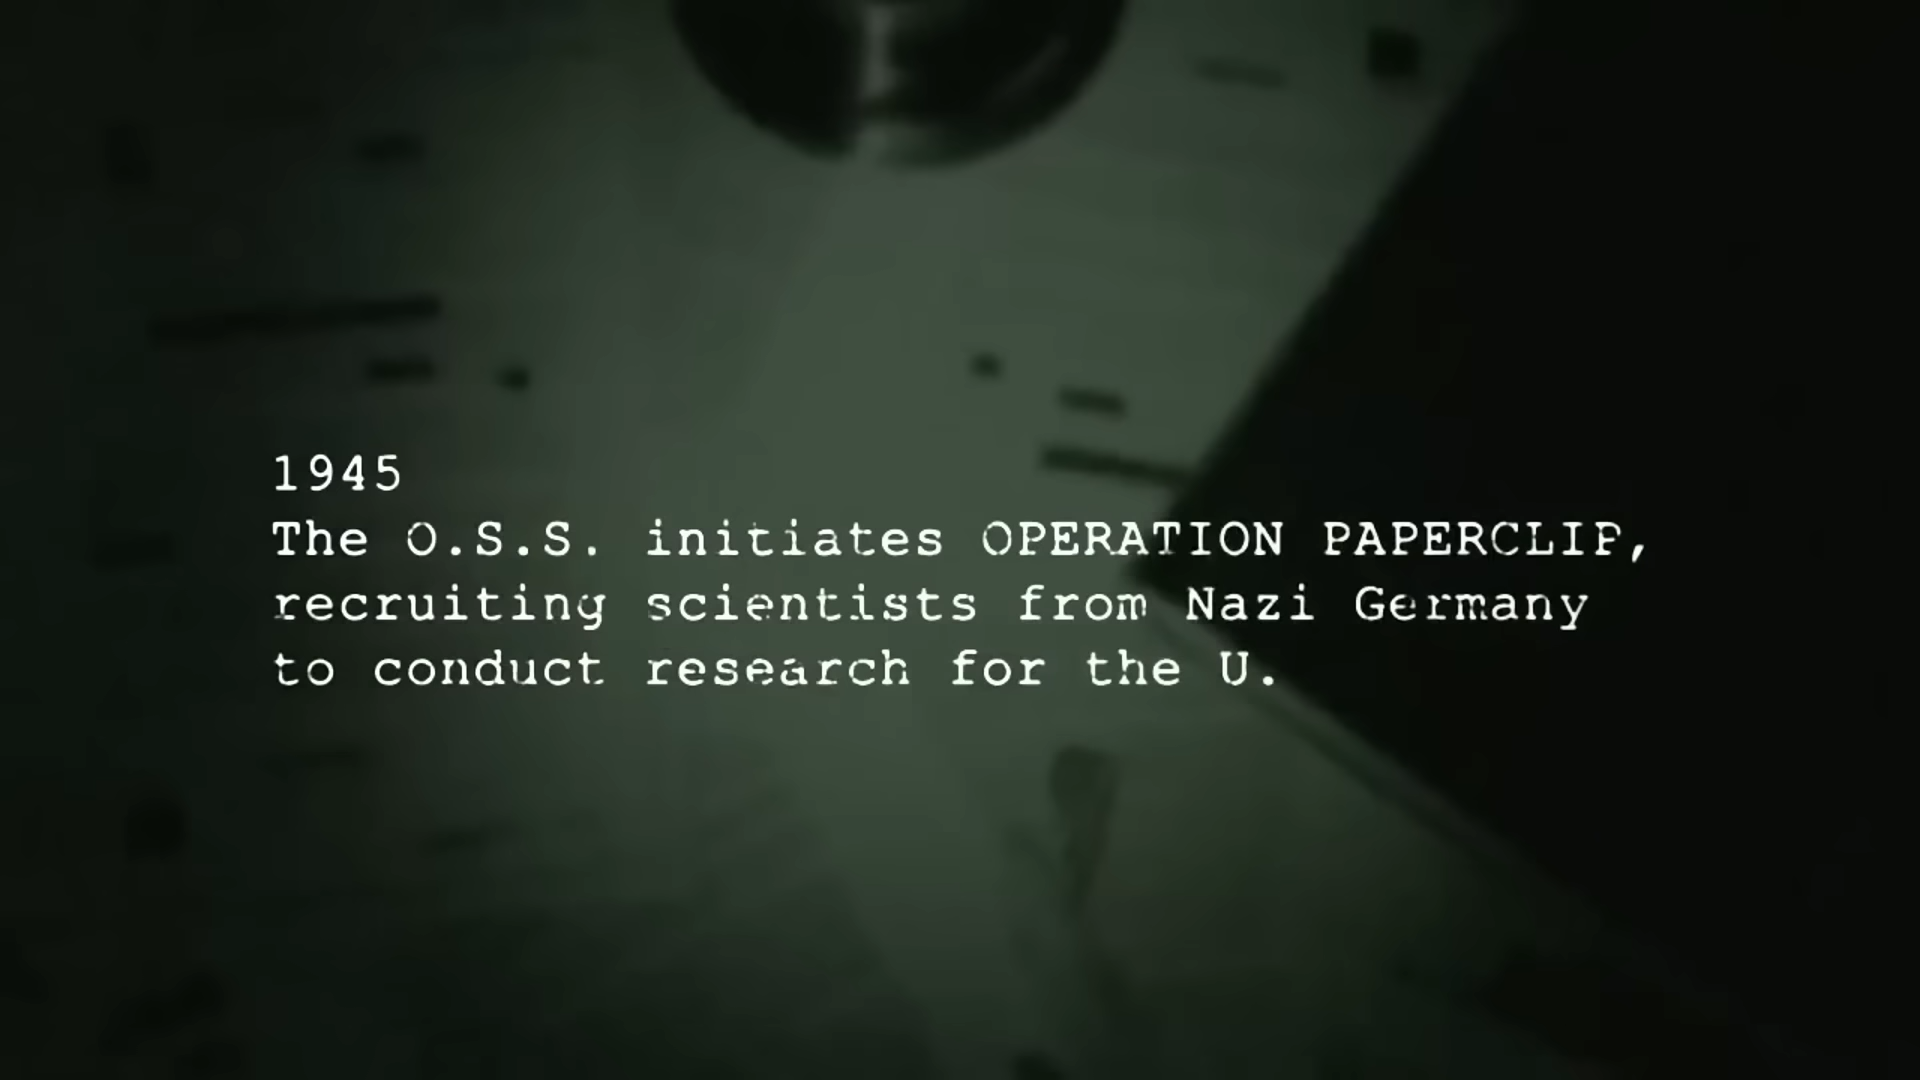 1945
The O.S.S. initiates OPERATION PAPERCLIP,
recruiting scientists from Nazi Germany
to conduct research for the U.